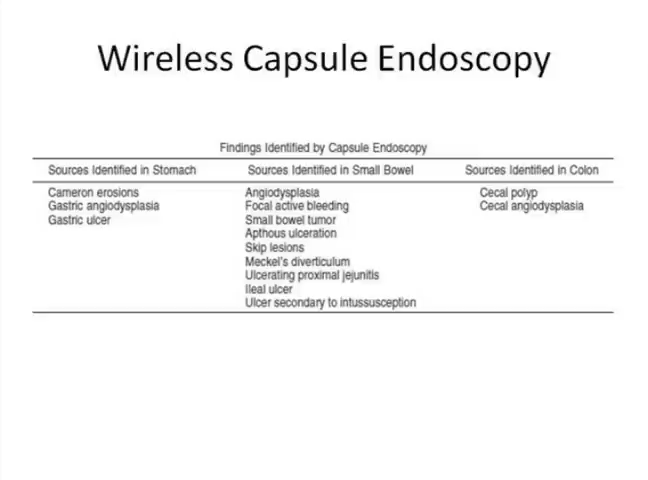 Wireless Capsule Endoscopy
Findings Identified by Capsule Endoscopy
Sources Identified in Stomach Sources Identified in Small Bowel Sources Identified in Colon
Cameron erosions Angiodysplasia Cecal polyp
Gastric angiodysplasia Focal active bleeding Cecal angiodysplasia
Gastric ulcer Small bowel tumor
Apthous ulceration
Skip lesions
Meckel's diverticulum
Ulcerating proximal jejunitis
Ileal ulcer
Ulcer secondary to intussusception